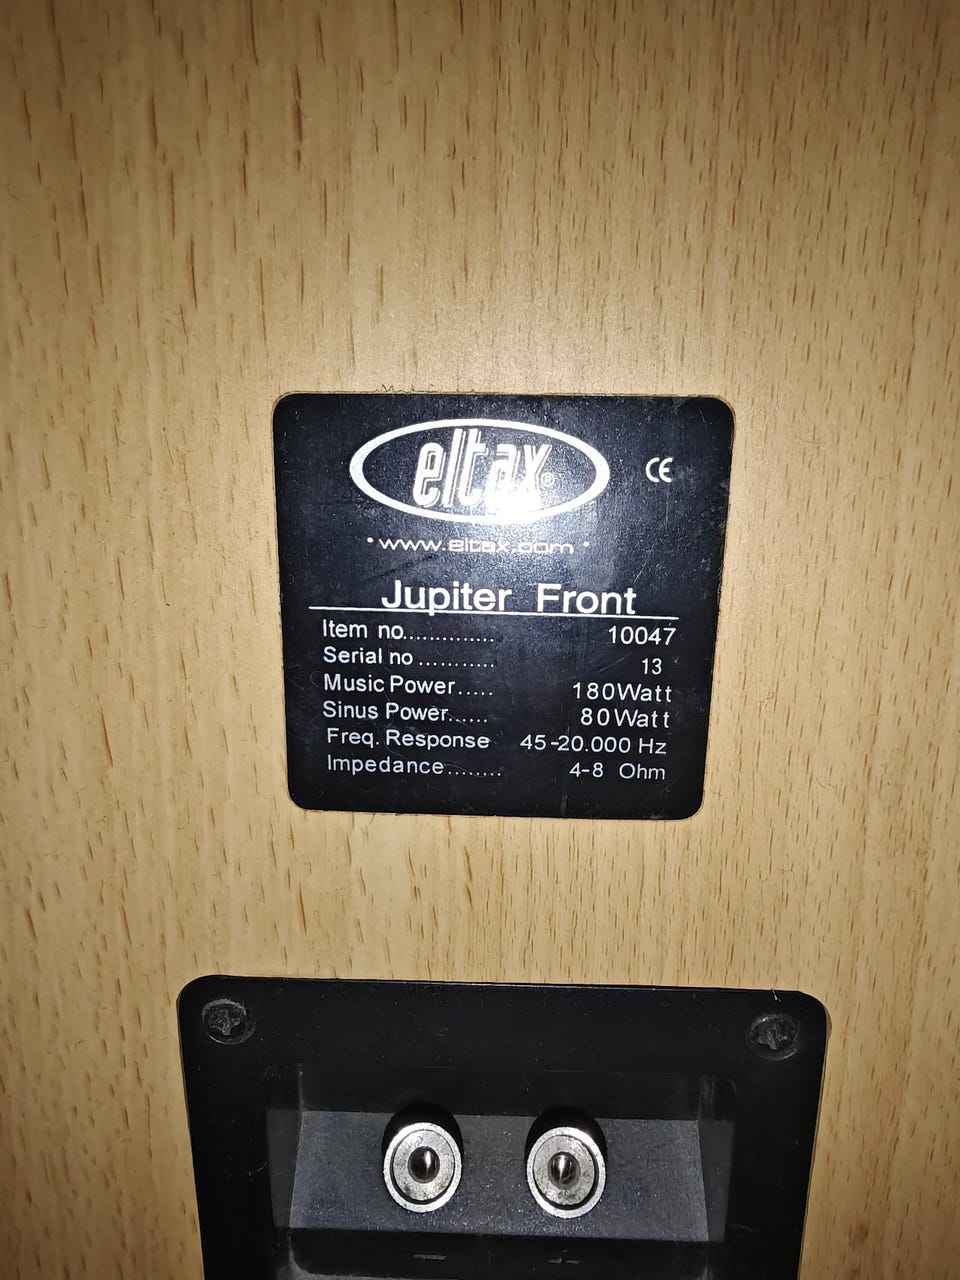 eltax®
CE
• www.eltax.com •
Jupiter Front
Item no.............. 10047
Serial no ........... 13
Music Power..... 180Watt
Sinus Power...... 80Watt
Freq. Response 45-20.000 Hz
Impedance........ 4-8 Ohm
- +